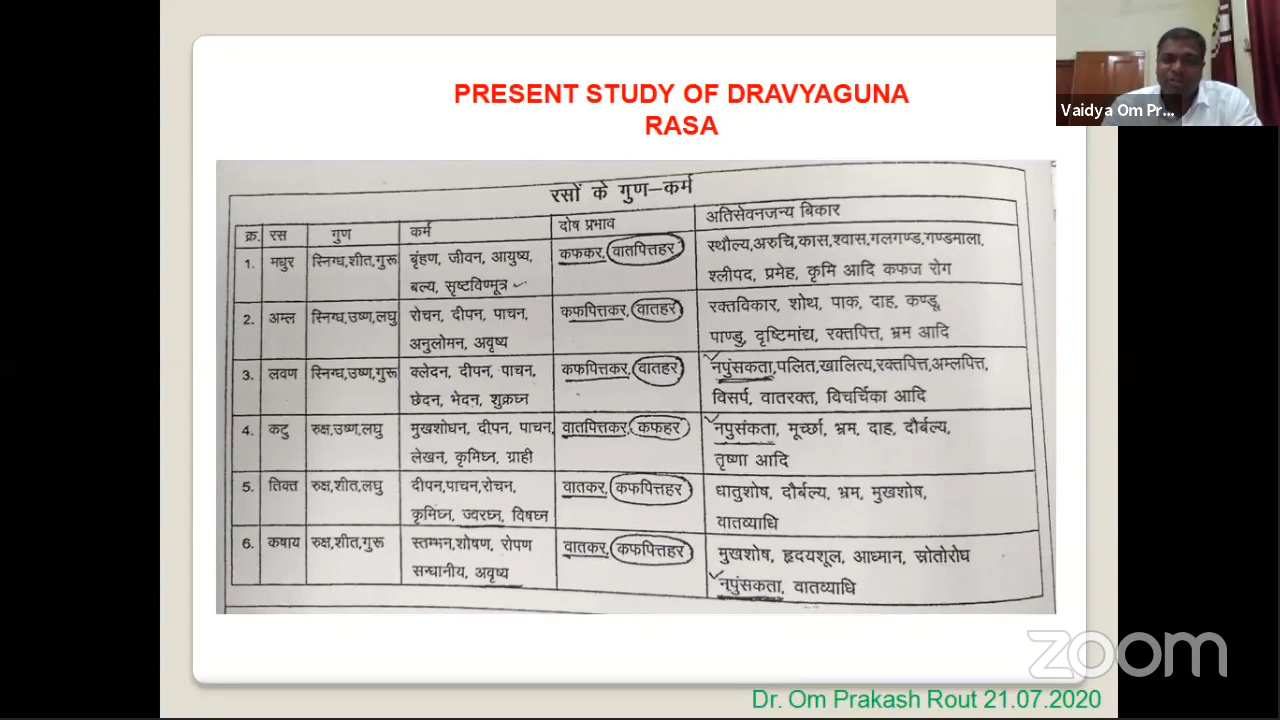 PRESENT STUDY OF DRAVYAGUNA
RASA
Vaidya Om Pr...
रसों के गुण–कर्म
क्र. रस गुण कर्म दोष प्रभाव अतिसेवनजन्य बिकार
1. मधुर स्निग्ध,शीत,गुरू बृंहण, जीवन, आयुष्य, कफकर, वातपित्तहर स्थौल्य,अरुचि,कास,श्वास,गलगण्ड,गण्डमाला,
बल्य, सृष्टविण्मूत्र श्लीपद, प्रमेह, कृमि आदि कफज रोग
2. अम्ल स्निग्ध,उष्ण,लघु रोचन, दीपन, पाचन, कफपित्तकर, वातहर रक्तविकार, शोथ, पाक, दाह, कण्डू
अनुलोमन, अवृष्य पाण्डु, दृष्टिमांद्य, रक्तपित्त, भ्रम आदि
3. लवण स्निग्ध,उष्ण,गुरू क्लेदन, दीपन, पाचन, कफपित्तकर, वातहर नपुंसकता,पलित,खालित्य,रक्तपित्त,अम्लपित्त,
छेदन, भेदन, शुक्रघ्न विसर्प, वातरक्त, विचर्चिका आदि
4. कटु रुक्ष,उष्ण,लघु मुखशोधन, दीपन, पाचन, वातपित्तकर, कफहर नपुसंकता, मूर्च्छा, भ्रम, दाह, दौर्बल्य,
लेखन, कृमिघ्न, ग्राही तृष्णा आदि
5. तिक्त रुक्ष,शीत,लघु दीपन,पाचन,रोचन, वातकर, कफपित्तहर धातुशोष, दौर्बल्य, भ्रम, मुखशोष,
कृमिघ्न, ज्वरघ्न, विषघ्न वातव्याधि
6. कषाय रुक्ष,शीत,गुरू स्तम्भन,शोषण, रोपण वातकर, कफपित्तहर मुखशोष, हृदयशूल, आध्मान, स्रोतोरोध
सन्धानीय, अवृष्य नपुंसकता, वातव्याधि
zoom
Dr. Om Prakash Rout 21.07.2020